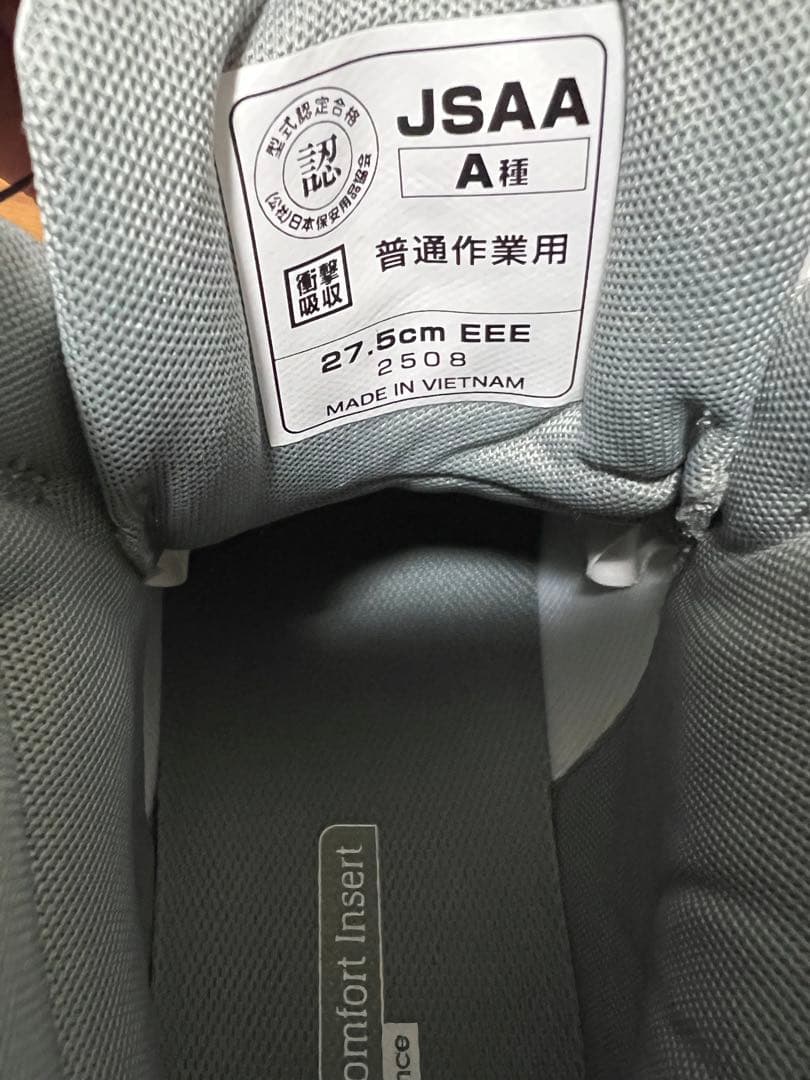 型式認定合格
認
(公社)日本保安用品協会
JSAA
A種
衝撃
吸収
普通作業用
27.5cm EEE
2508
MADE IN VIETNAM
omfort Insert
nce